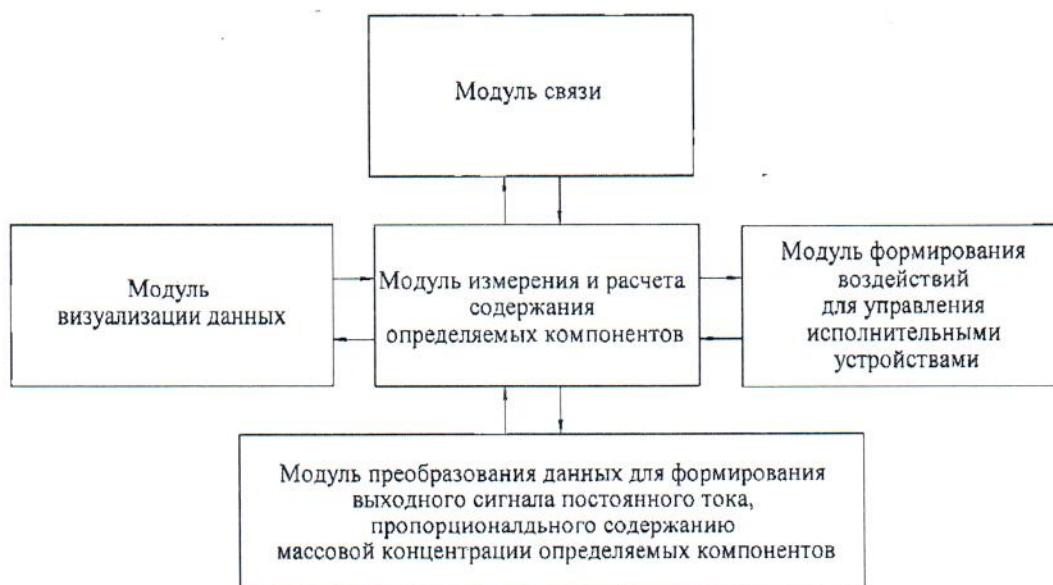 Модуль связи
Модуль
визуализации данных
Модуль измерения и расчета
содержания
определяемых компонентов
Модуль формирования
воздействий
для управления
исполнительными
устройствами
Модуль преобразования данных для формирования
выходного сигнала постоянного тока,
пропорционалдьного содержанию
массовой концентрации определяемых компонентов